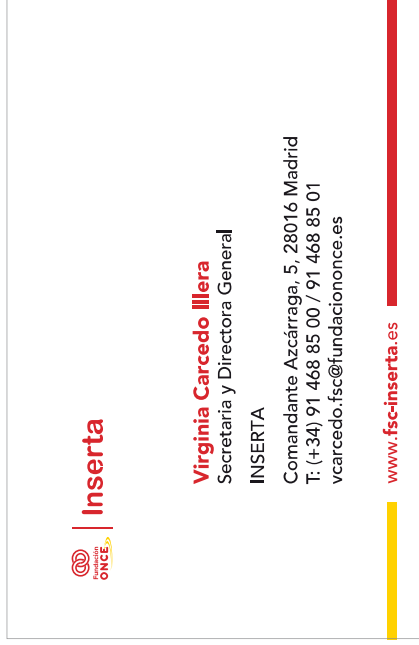 Fundación
ONCE
Inserta
Virginia Carcedo Illera
Secretaria y Directora General
INSERTA
Comandante Azcárraga, 5, 28016 Madrid
T: (+34) 91 468 85 00 / 91 468 85 01
vcarcedo.fsc@fundaciononce.es
www.fsc-inserta.es